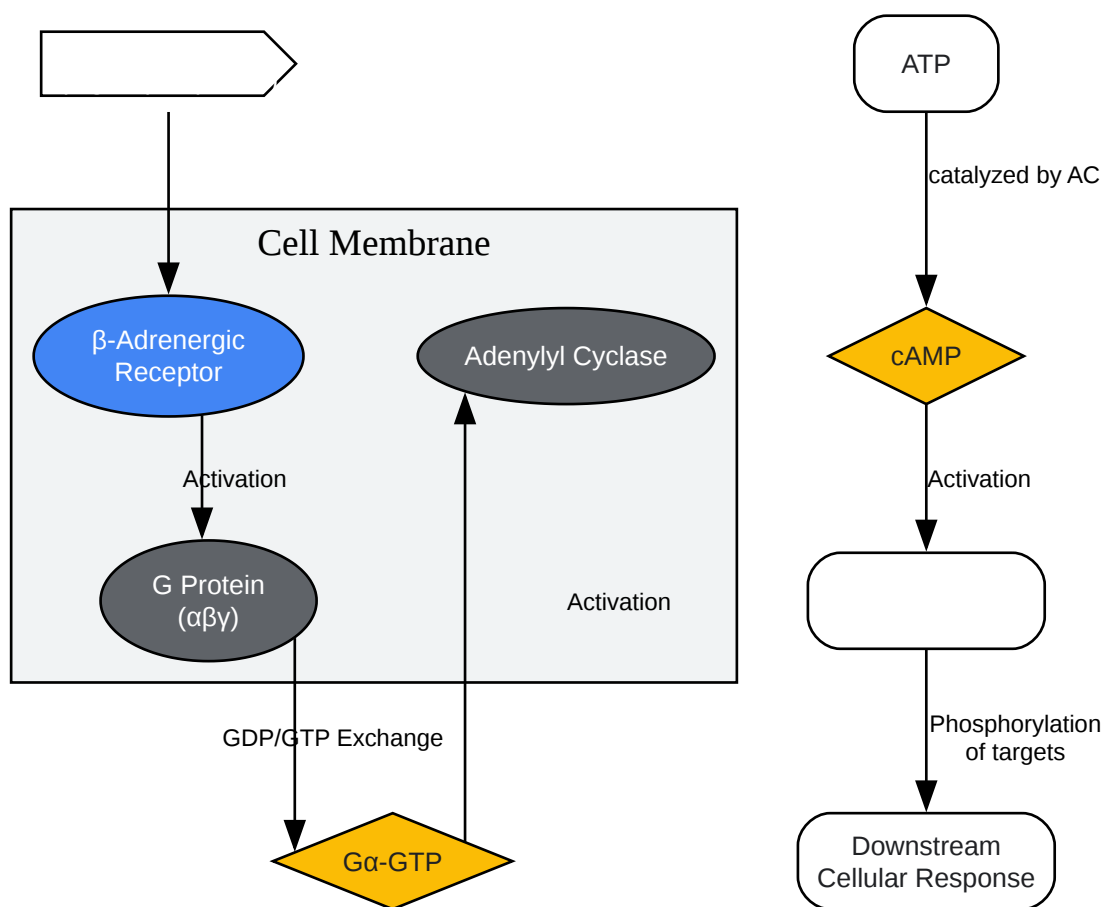 ATP
catalyzed by AC
Cell Membrane
β-Adrenergic
Receptor
Adenylyl Cyclase
cAMP
Activation
Activation
G Protein
(αβγ)
Activation
GDP/GTP Exchange
Phosphorylation
of targets
Gα-GTP
Downstream
Cellular Response